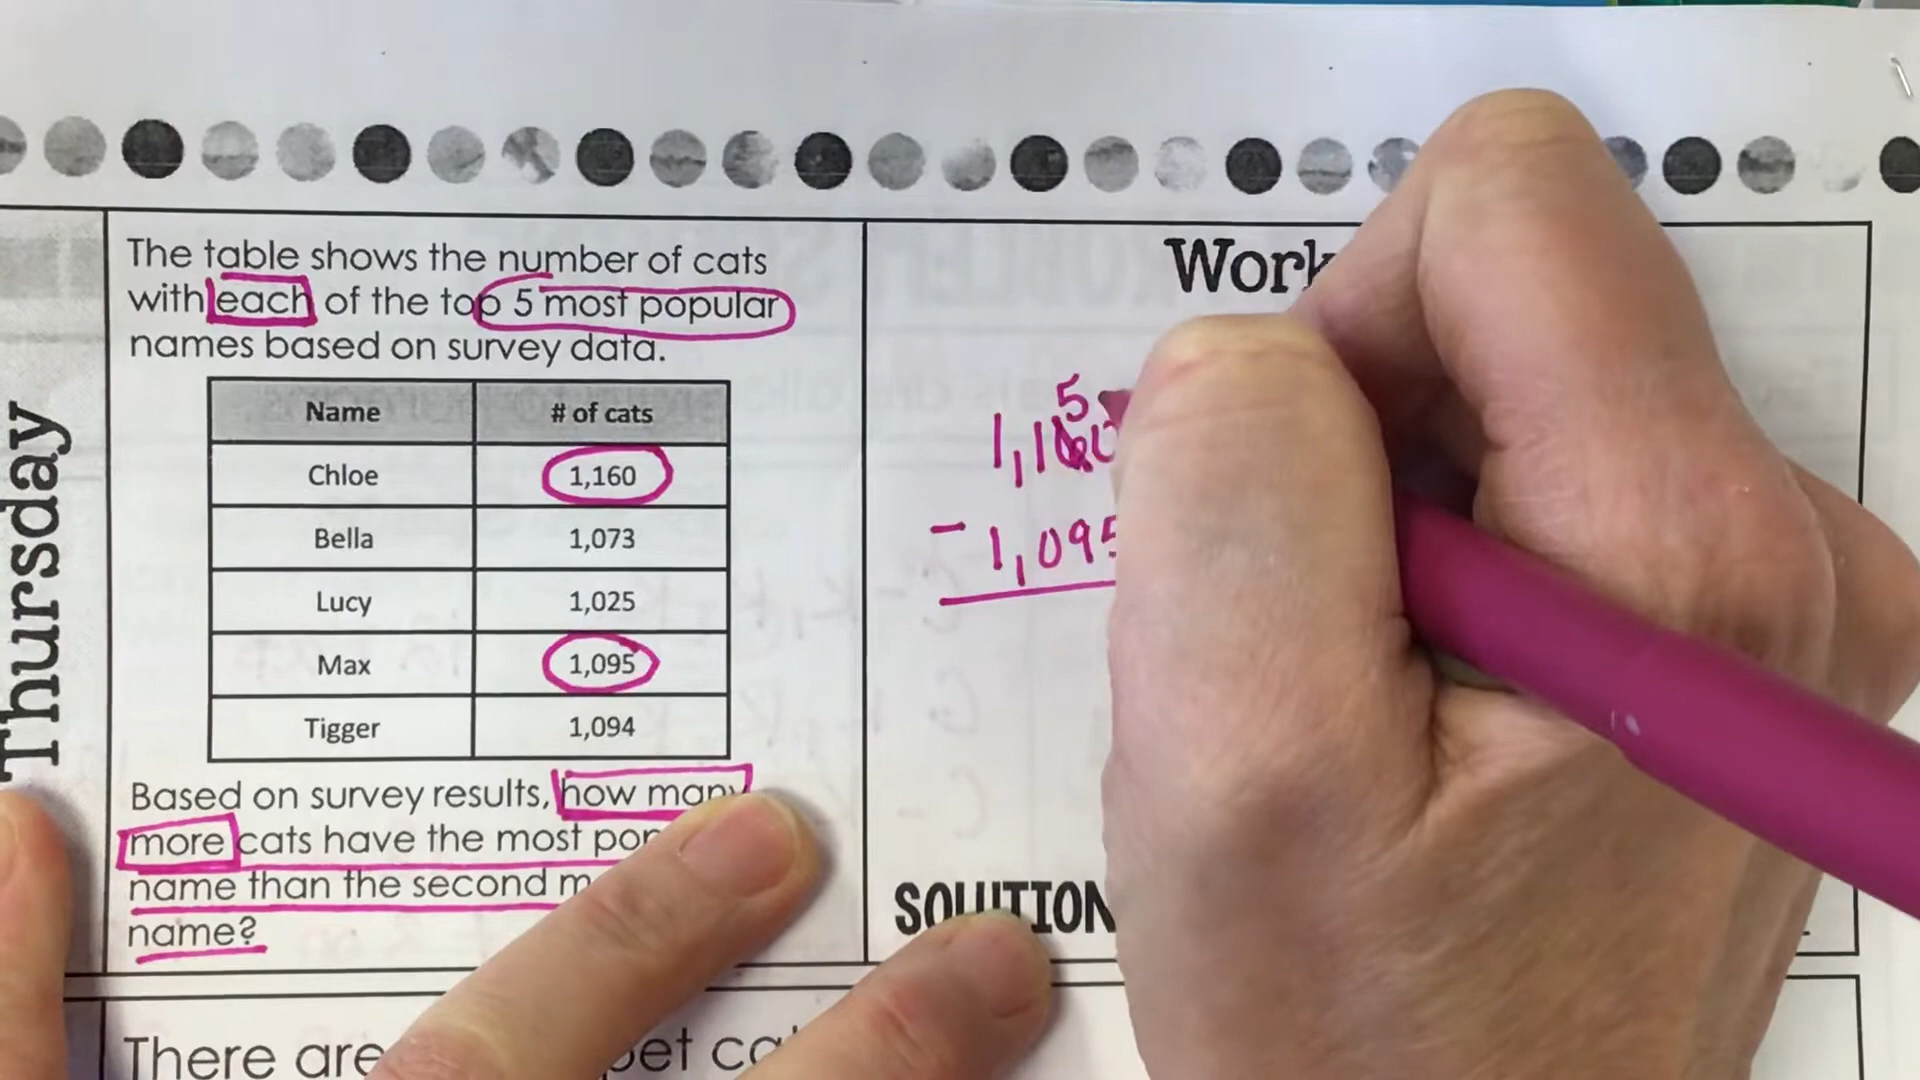 Thursday
The table shows the number of cats
with each of the top 5 most popular
names based on survey data.
Name # of cats
Chloe 1,160
Bella 1,073
Lucy 1,025
Max 1,095
Tigger 1,094
Based on survey results, how many
more cats have the most
name than the second
name?
Work
5
1,160
- 1,095
SOLUTION
There are